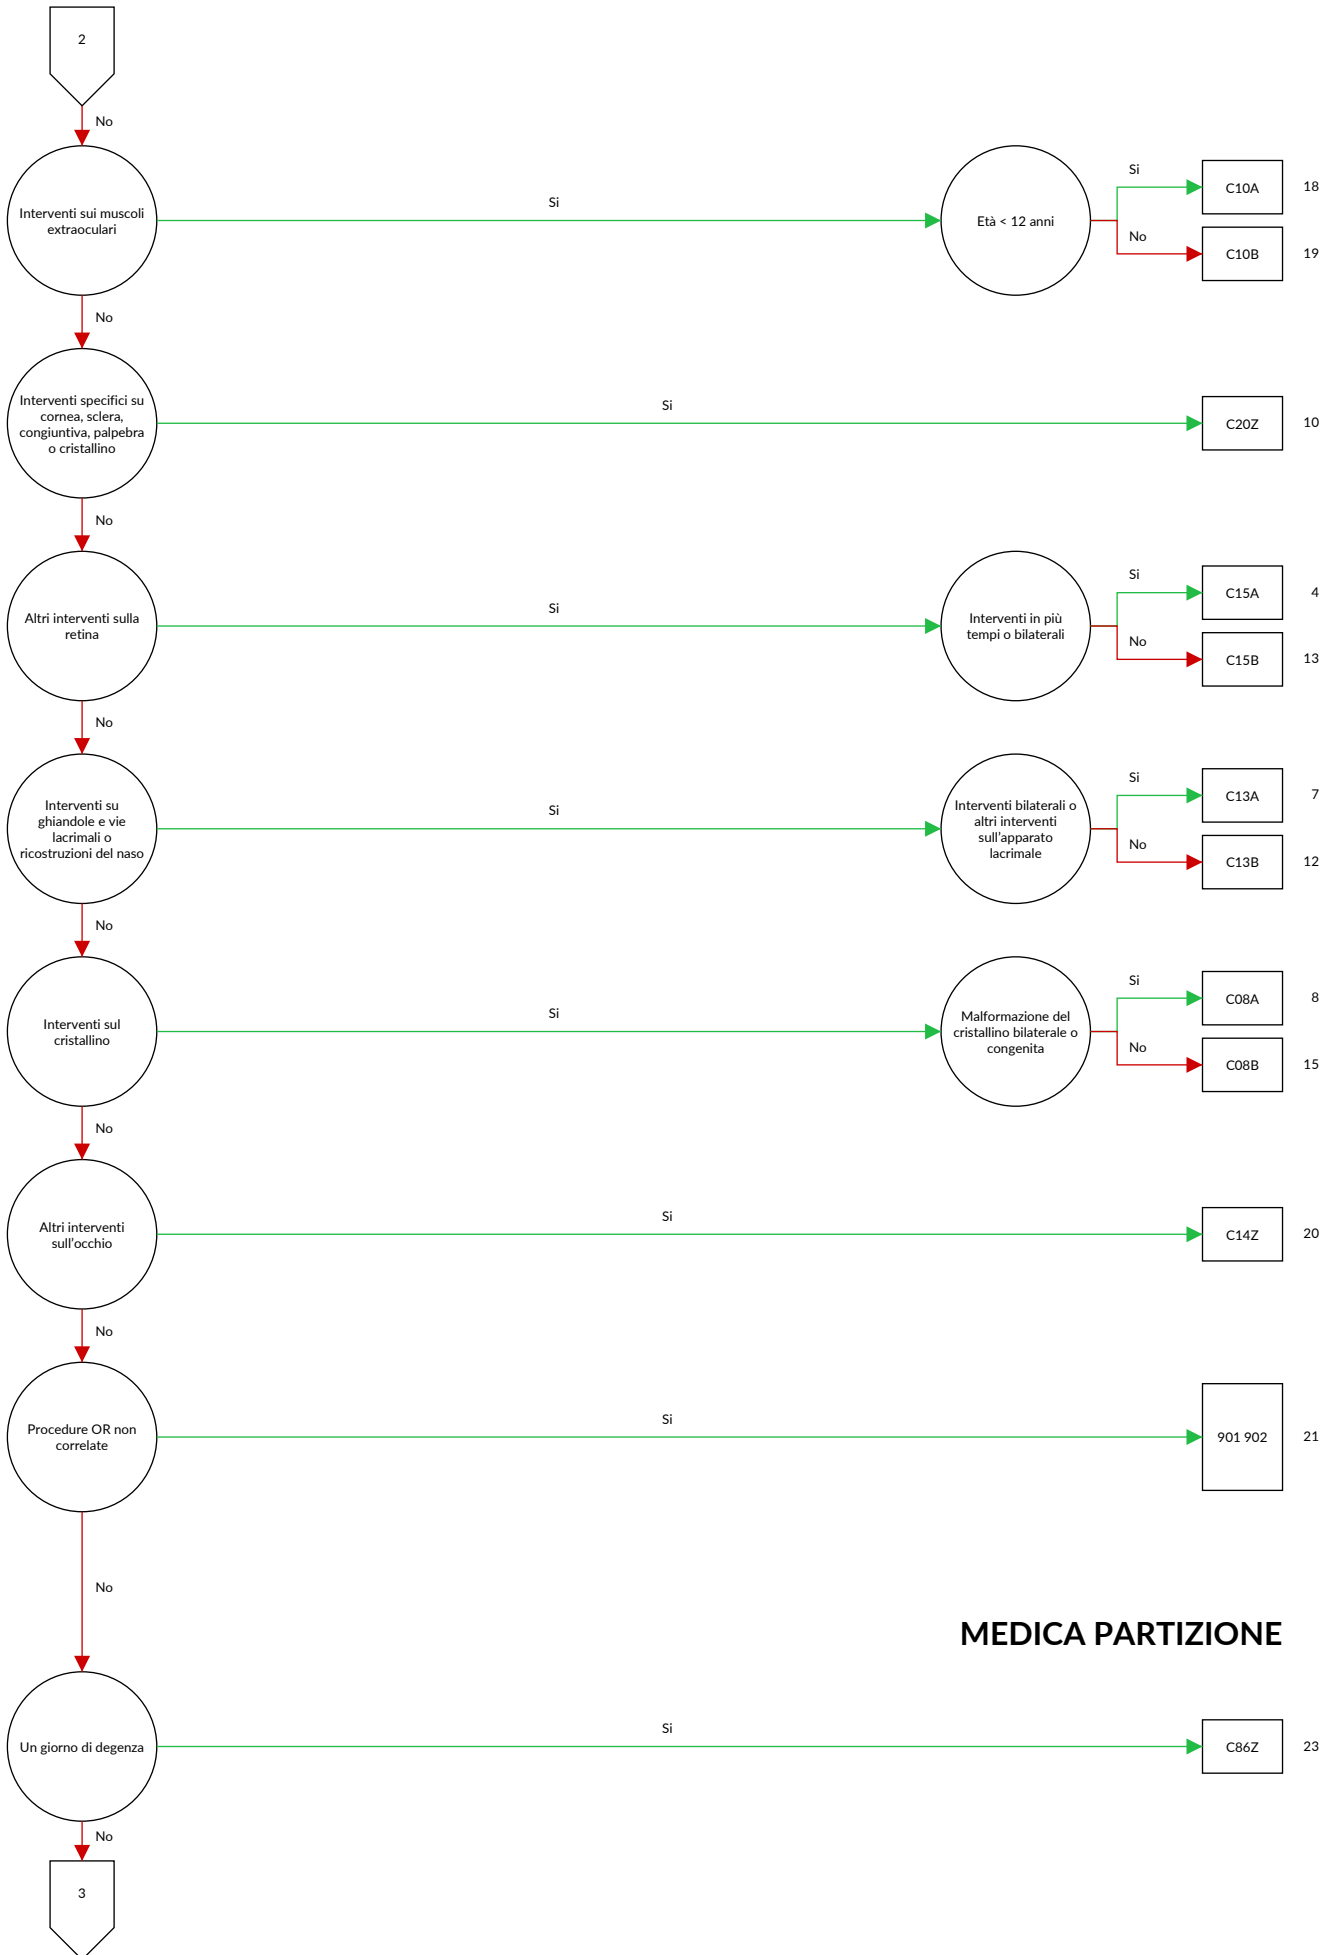 2
No
Interventi sui muscoli
extraoculari
Si
Età < 12 anni
Si
C10A
18
No
C10B
19
No
Interventi specifici su
cornea, sclera,
congiuntiva, palpebra
o cristallino
Si
C20Z
10
No
Altri interventi sulla
retina
Si
Interventi in più
tempi o bilaterali
Si
C15A
4
No
C15B
13
No
Interventi su
ghiandole e vie
lacrimali o
ricostruzioni del naso
Si
Interventi bilaterali o
altri interventi
sull'apparato
lacrimale
Si
C13A
7
No
C13B
12
No
Interventi sul
cristallino
Si
Malformazione del
cristallino bilaterale o
congenita
Si
C08A
8
No
C08B
15
No
Altri interventi
sull'occhio
Si
C14Z
20
No
Procedure OR non
correlate
Si
901 902
21
No
MEDICA PARTIZIONE
Un giorno di degenza
Si
C86Z
23
No
3